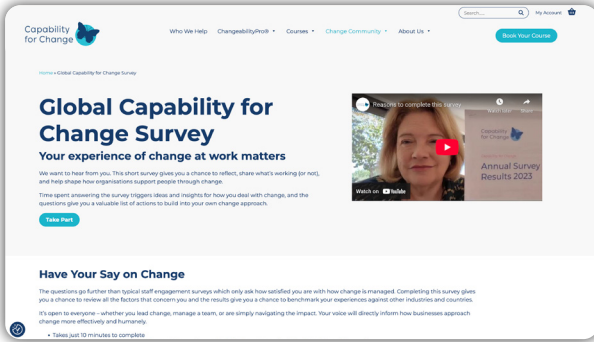 Search.....
My Account
Capability
for Change
Who We Help
ChangeabilityPro®
Courses
Change Community
About Us
Book Your Course
Home » Global Capability for Change Survey
Global Capability for
Change Survey
Your experience of change at work matters
We want to hear from you. This short survey gives you a chance to reflect, share what's working (or not),
and help shape how organisations support people through change.
Time spent answering the survey triggers ideas and insights for how you deal with change, and the
questions give you a valuable list of actions to build into your own change approach.
Take Part
Reasons to complete this survey
Watch later
Share
Capability
for Change
Annual Survey
Results 2023
Watch on YouTube
Have Your Say on Change
The questions go further than typical staff engagement surveys which only ask how satisfied you are with how change is managed. Completing this survey gives
you a chance to review all the factors that concern you and the results give you a chance to benchmark your experiences against other industries and countries.
It's open to everyone – whether you lead change, manage a team, or are simply navigating the impact. Your voice will directly inform how businesses approach
change more effectively and humanely.
• Takes just 10 minutes to complete